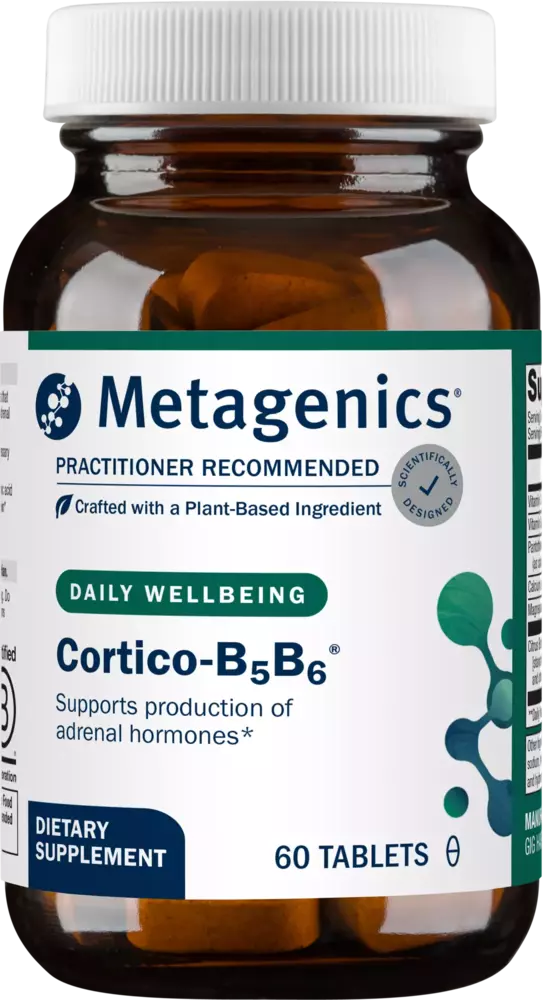 Metagenics®
PRACTITIONER RECOMMENDED
Crafted with a Plant-Based Ingredient
SCIENTIFICALLY
DESIGNED
DAILY WELLBEING
Cortico-B5B6®
Supports production of
adrenal hormones*
DIETARY
SUPPLEMENT
60 TABLETS